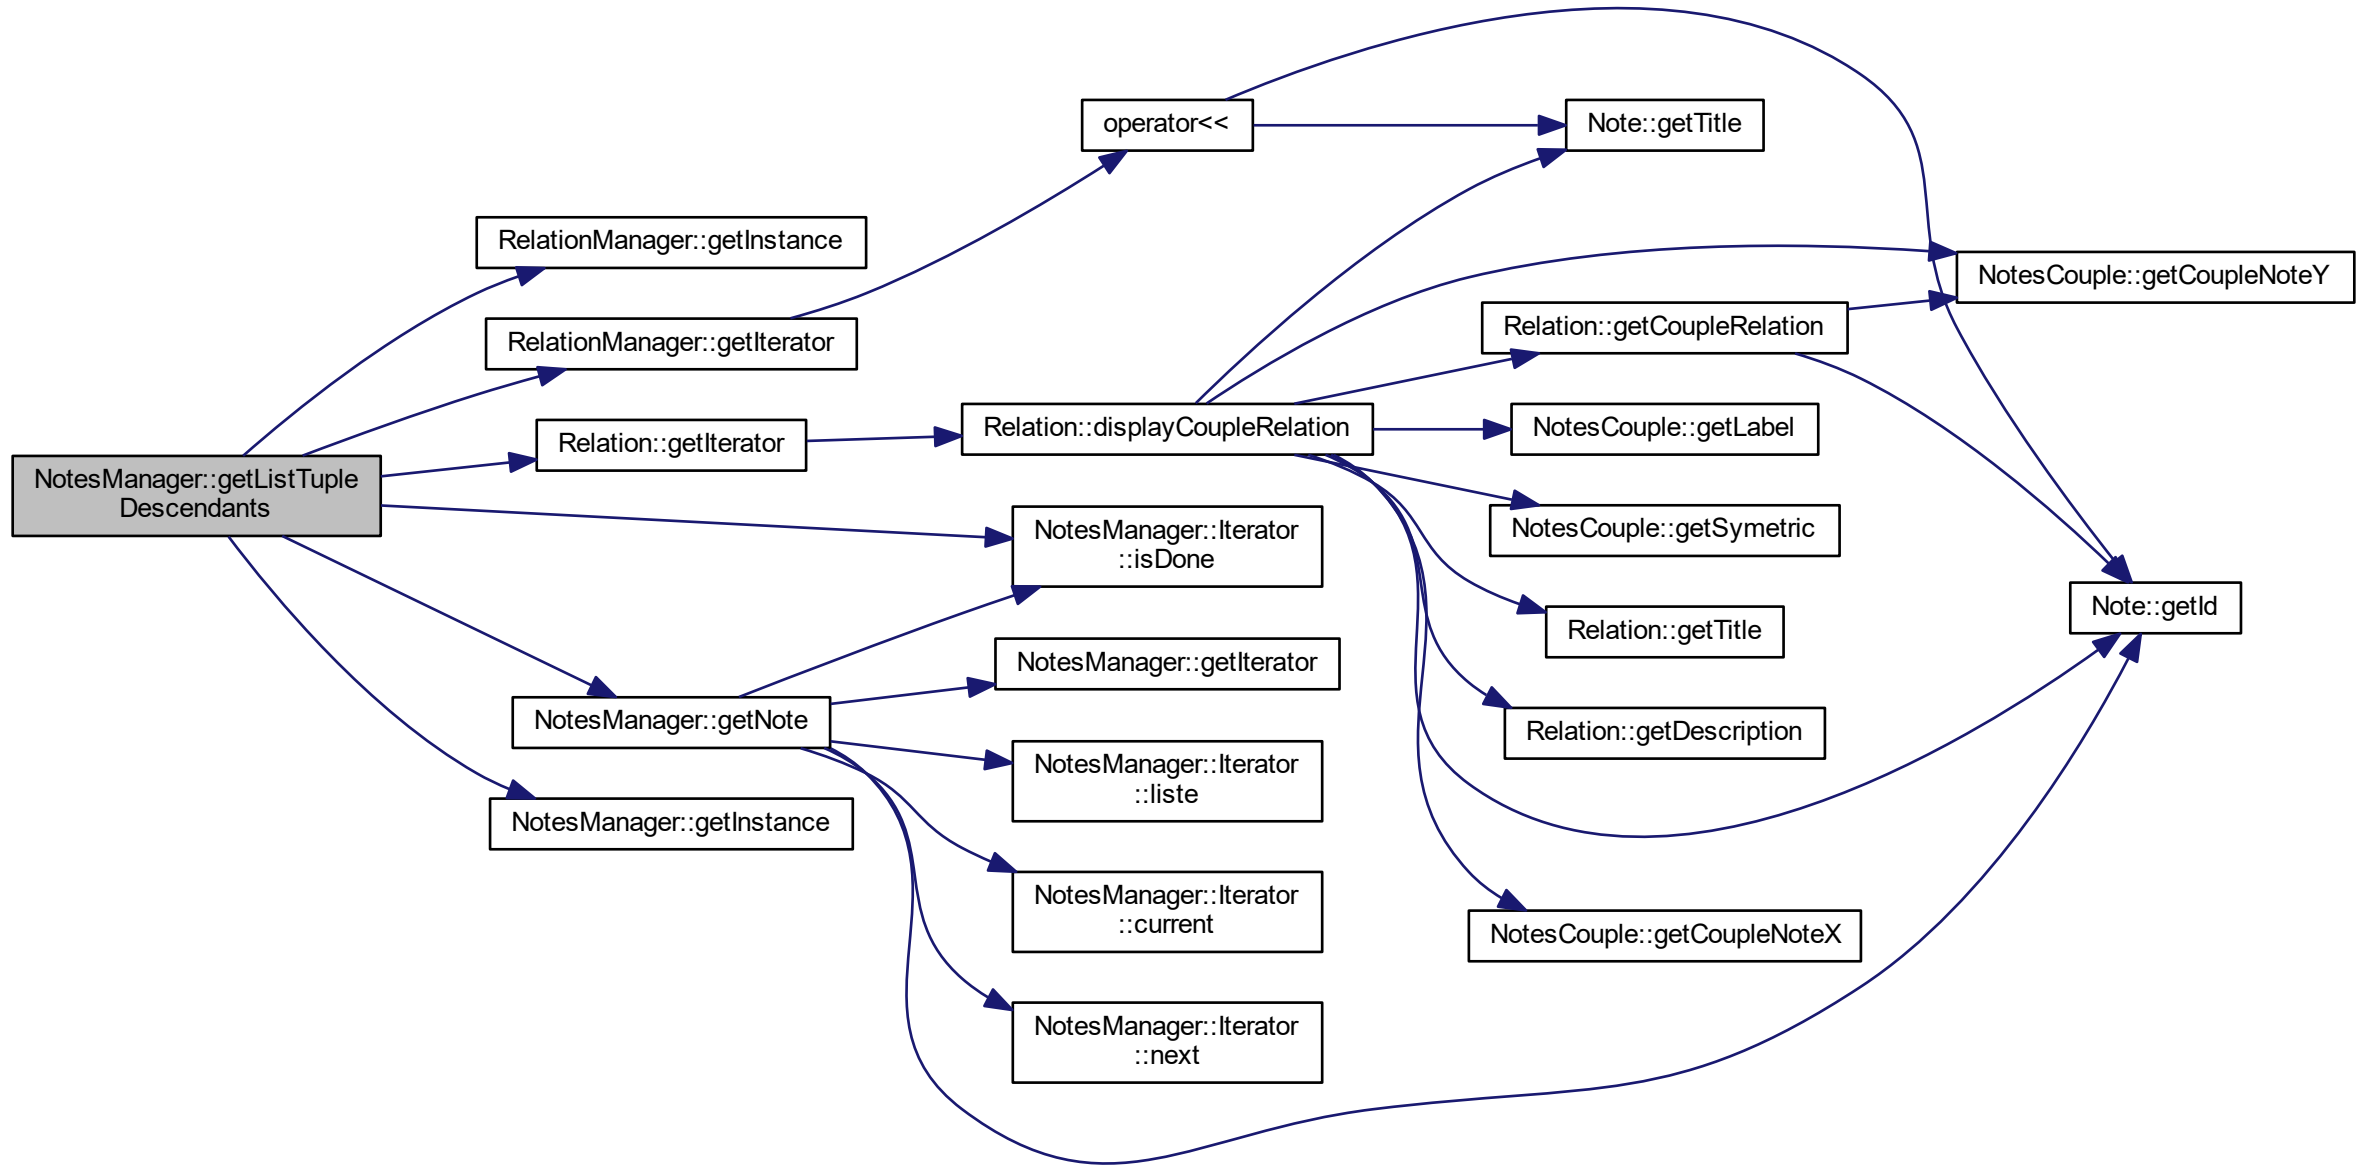 NotesManager::getListTuple
Descendants
RelationManager::getInstance
RelationManager::getIterator
Relation::getIterator
NotesManager::getNote
NotesManager::getInstance
operator<<
Relation::displayCoupleRelation
NotesManager::Iterator
::isDone
NotesManager::getIterator
NotesManager::Iterator
::liste
NotesManager::Iterator
::current
NotesManager::Iterator
::next
Note::getTitle
Relation::getCoupleRelation
NotesCouple::getLabel
NotesCouple::getSymetric
Relation::getTitle
Relation::getDescription
NotesCouple::getCoupleNoteX
NotesCouple::getCoupleNoteY
Note::getId